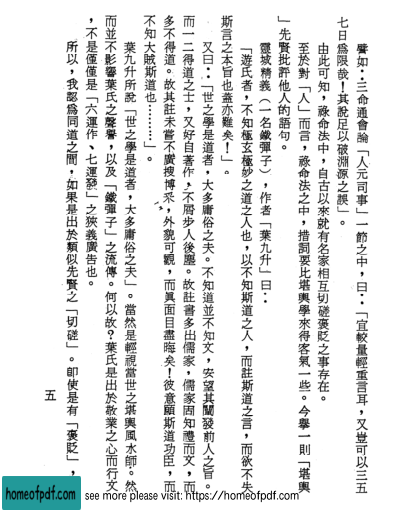 譬如：三命通會論「人元司事」一節之中，曰：「宜較量輕重言耳，又豈可以三五
七日為限哉！其說足以破淵源之誤」。
由此可知，祿命法中，自古以來就有名家相互切磋褒貶之事存在。
至於對「人」而言，祿命法之中，措詞要比堪輿學來得客氣一些。今舉一則「堪輿
」先賢批評他人的語句。
靈城精義（一名鐵彈子），作者「葉九升」曰：
「遊氏者，不知極玄極妙之道之人也，以不知斯道之人，而註斯道之言，而欲不失
斯言之本旨也蓋亦難矣！」。
又曰：「世之學是道者，大多庸俗之夫。不知道並不知文，安望其闡發前人之旨。
而一二得道之士，又好自著作，不屑步人後塵。故註書多出儒家，儒家固知禮而文，而
多不得道。故其註未嘗不廣搜博采，外貌可觀，而真面目盡晦矣！彼意顯斯道功臣，而
不知大賊斯道也………」。
葉九升所說「世之學是道者，大多庸俗之夫」。當然是輕視當世之堪輿風水師。然
而並不影響葉氏之聲譽，以及「鐵彈子」之流傳。何以故？葉氏是出於敬業之心而行文
，不是僅僅是「六運作、七運發」之狹義廣告也。
所以，我認為同道之間，如果是出於類似先賢之「切磋」。即使是有「褒貶」，
五
homeofpdf.com
see more please visit: https://homeofpdf.com
homeofpdf.com